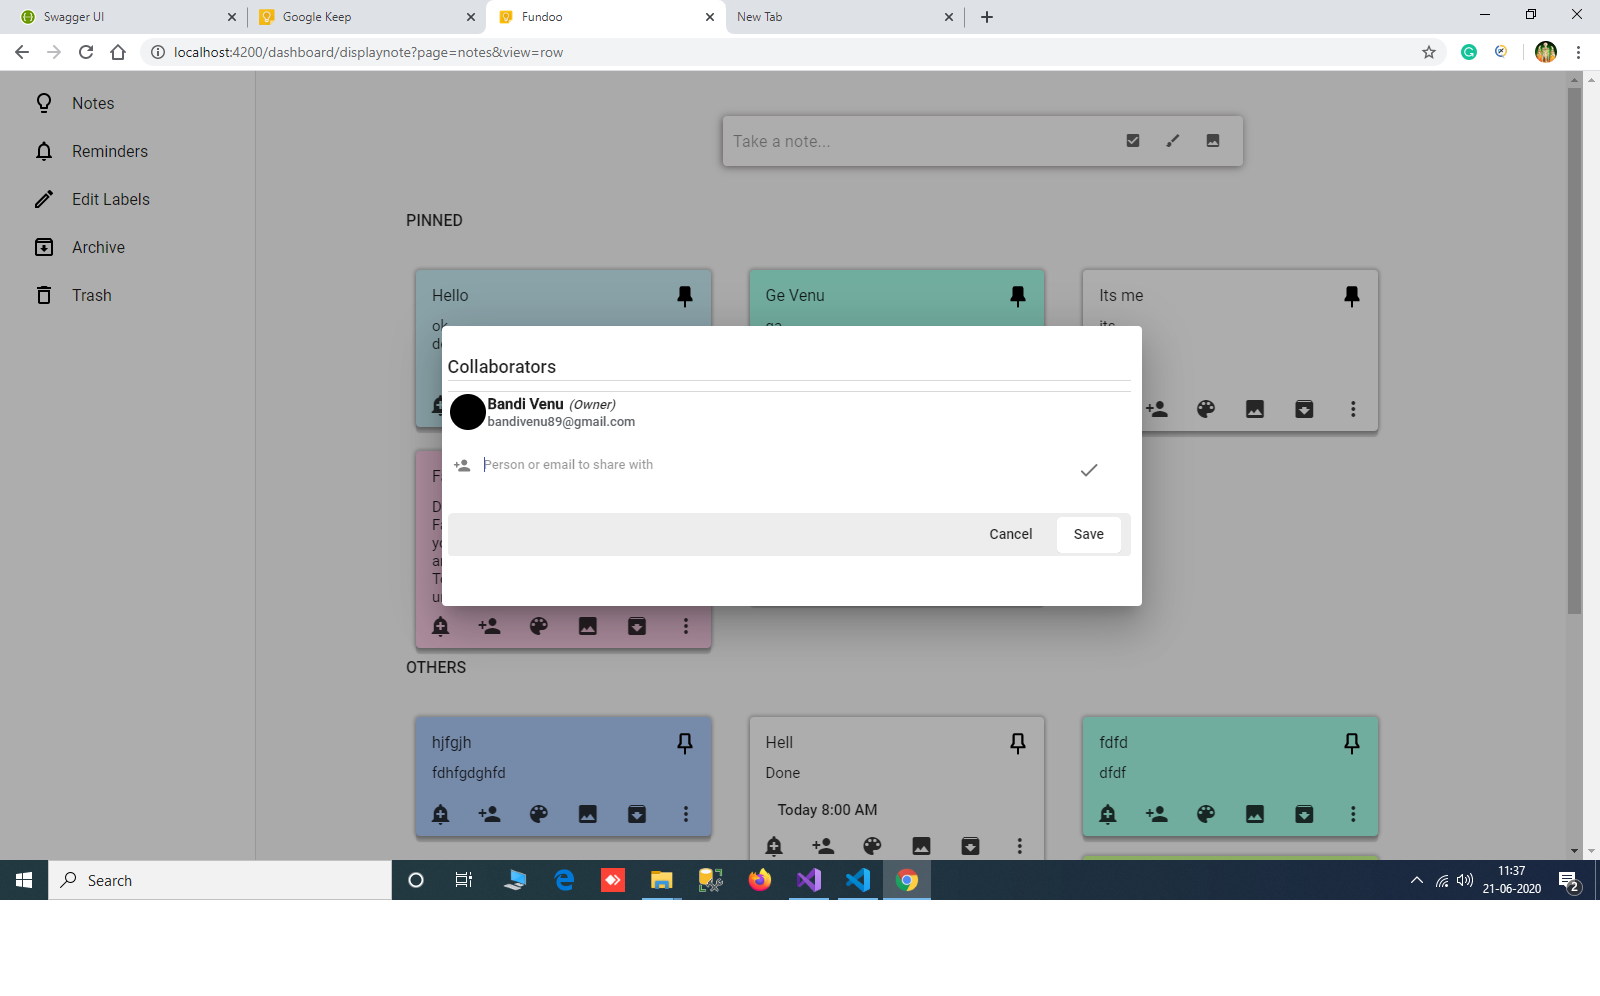 Swagger UI
Google Keep
Fundoo
New Tab
localhost:4200/dashboard/displaynote?page=notes&view=row
Notes
Reminders
Edit Labels
Archive
Trash
Take a note...
PINNED
Hello
Ge Venu
Its me
ok
its
Collaborators
Bandi Venu (Owner)
bandivenu89@gmail.com
Person or email to share with
Cancel
Save
OTHERS
hjfgjh
fdhfgdghfd
Hell
Done
Today 8:00 AM
fdfd
dfdf
Search
11:37
21-06-2020
2